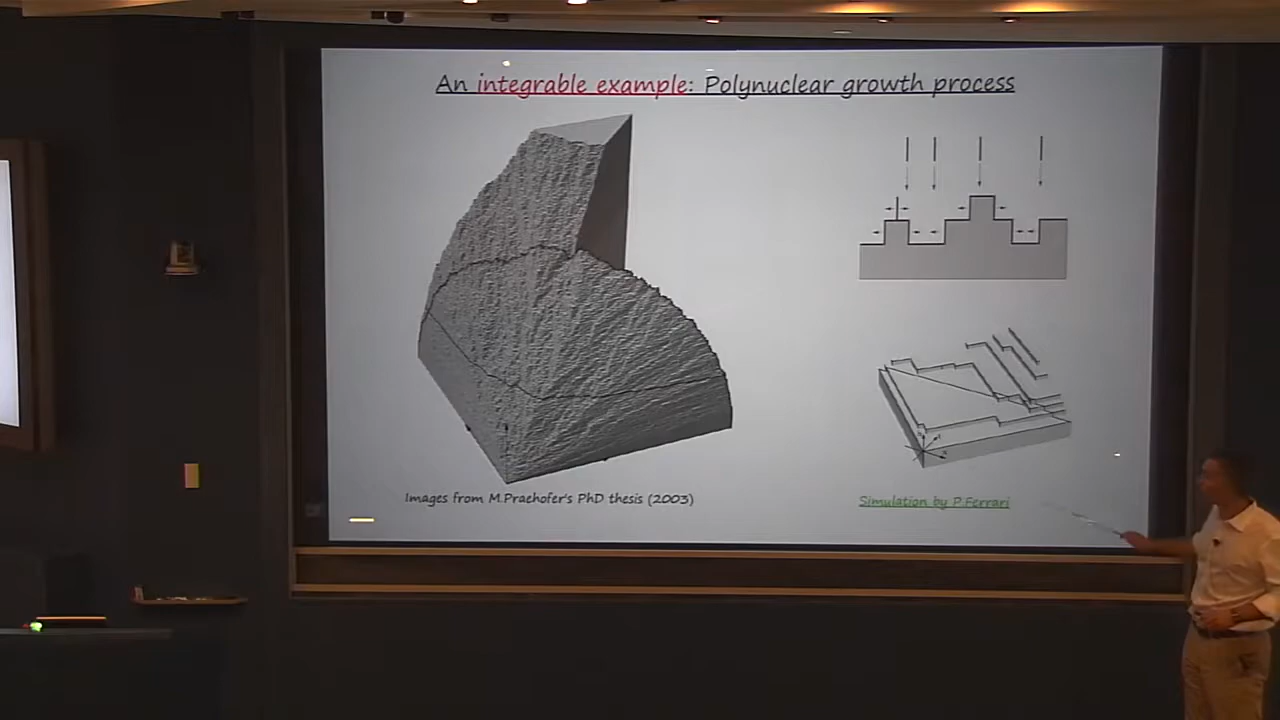 An integrable example: Polynuclear growth process
Images from M.Praehofer's PhD thesis (2003)
Simulation by P.Ferrari